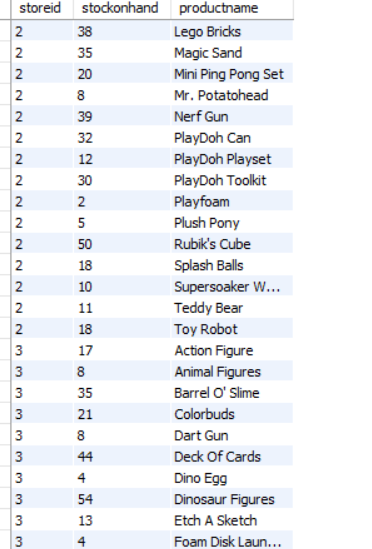 storeid stockonhand productname
2 38 Lego Bricks
2 35 Magic Sand
2 20 Mini Ping Pong Set
2 8 Mr. Potatohead
2 39 Nerf Gun
2 32 PlayDoh Can
2 12 PlayDoh Playset
2 30 PlayDoh Toolkit
2 2 Playfoam
2 5 Plush Pony
2 50 Rubik's Cube
2 18 Splash Balls
2 10 Supersoaker W...
2 11 Teddy Bear
2 18 Toy Robot
3 17 Action Figure
3 8 Animal Figures
3 35 Barrel O' Slime
3 21 Colorbuds
3 8 Dart Gun
3 44 Deck Of Cards
3 4 Dino Egg
3 54 Dinosaur Figures
3 13 Etch A Sketch
3 4 Foam Disk Laun...